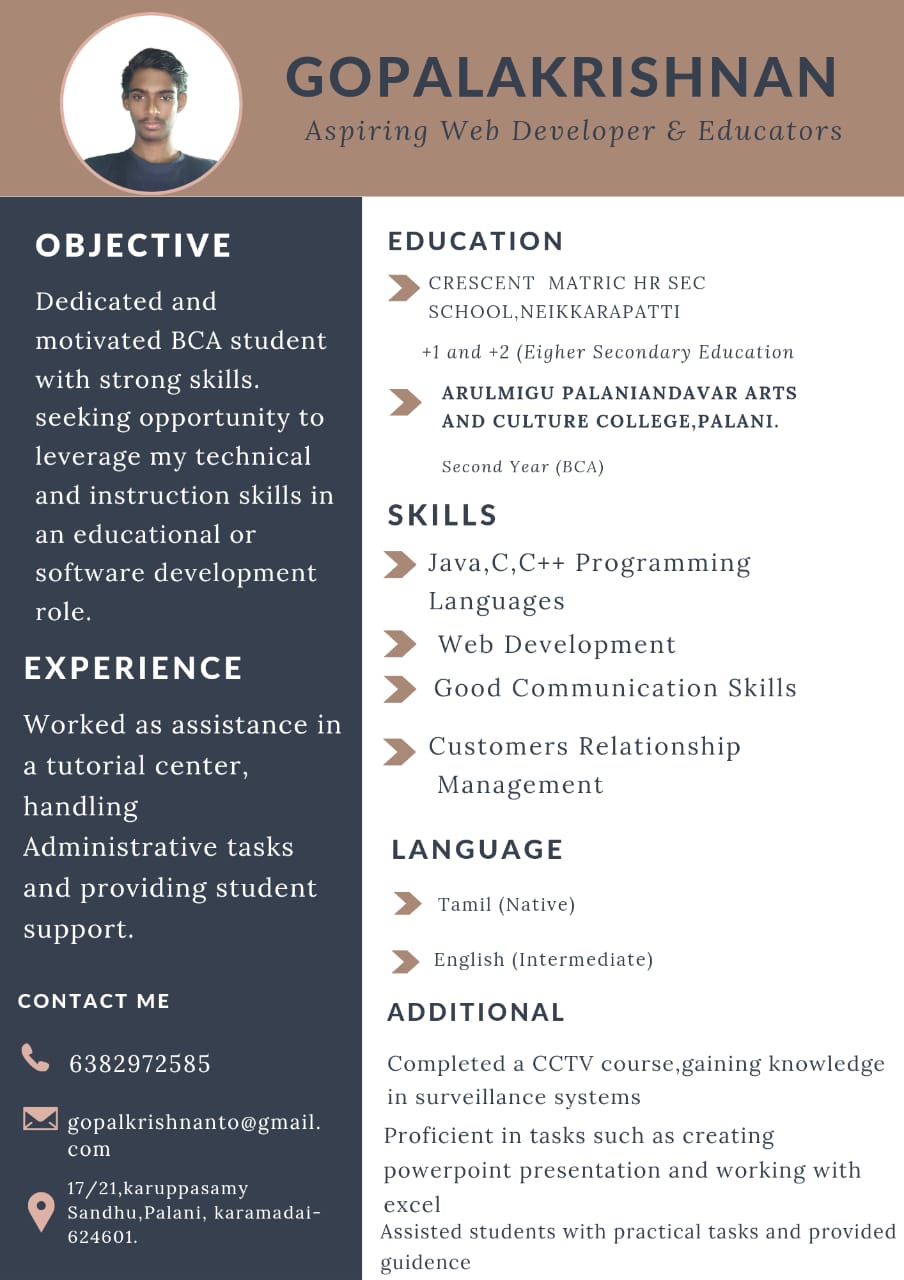 GOPALAKRISHNAN
Aspiring Web Developer & Educators
OBJECTIVE
Dedicated and
motivated BCA student
with strong skills.
seeking opportunity to
leverage my technical
and instruction skills in
an educational or
software development
role.
EXPERIENCE
Worked as assistance in
a tutorial center,
handling
Administrative tasks
and providing student
support.
CONTACT ME
6382972585
gopalkrishnanto@gmail.
com
17/21,karuppasamy
Sandhu,Palani, karamadai-
624601.
EDUCATION
CRESCENT MATRIC HR SEC
SCHOOL,NEIKKARAPATTI
+1 and +2 (Eigher Secondary Education
ARULMIGU PALANIANDAVAR ARTS
AND CULTURE COLLEGE,PALANI.
Second Year (BCA)
SKILLS
Java,C,C++ Programming
Languages
Web Development
Good Communication Skills
Customers Relationship
Management
LANGUAGE
Tamil (Native)
English (Intermediate)
ADDITIONAL
Completed a CCTV course,gaining knowledge
in surveillance systems
Proficient in tasks such as creating
powerpoint presentation and working with
excel
Assisted students with practical tasks and provided
guidence